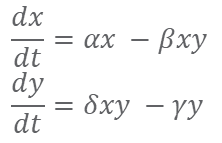 dx/dt = αx − βxy
dy/dt = δxy − γy